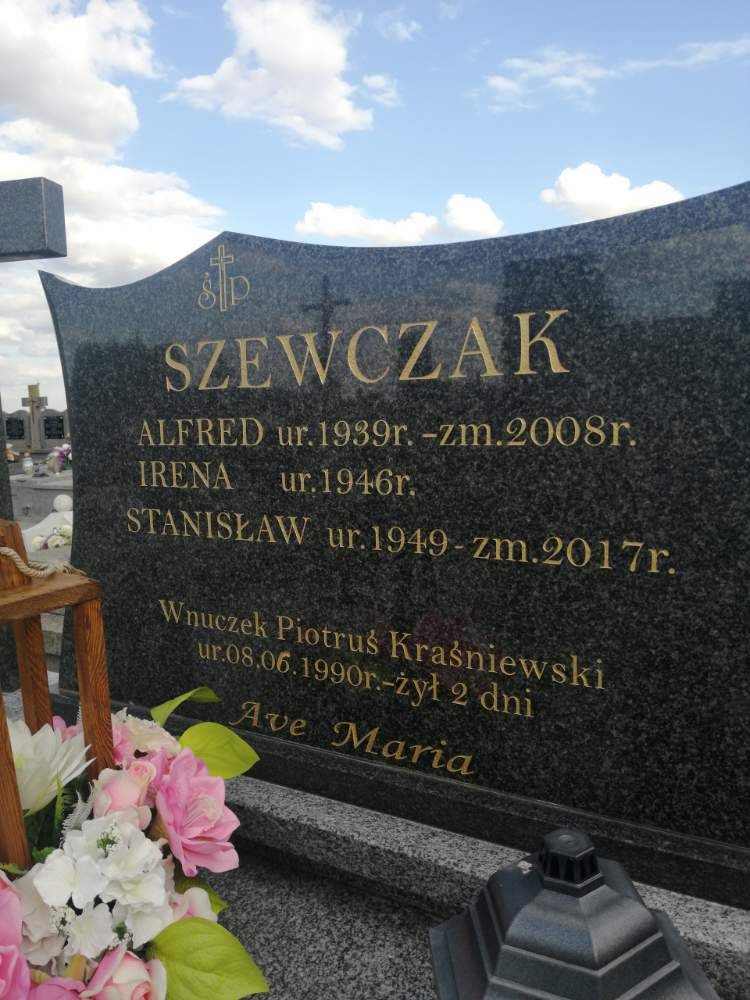 ŚP
SZEWCZAK
ALFRED ur.1939r. -zm.2008r.
IRENA ur.1946r.
STANISŁAW ur.1949-zm.2017r.
Wnuczek Piotruś Kraśniewski
ur.08.06.1990r.-żył 2 dni
Ave Maria